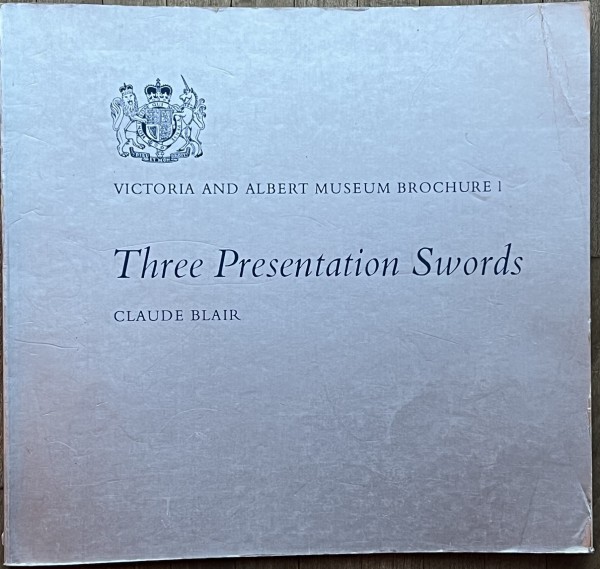 VICTORIA AND ALBERT MUSEUM BROCHURE 1
Three Presentation Swords
CLAUDE BLAIR